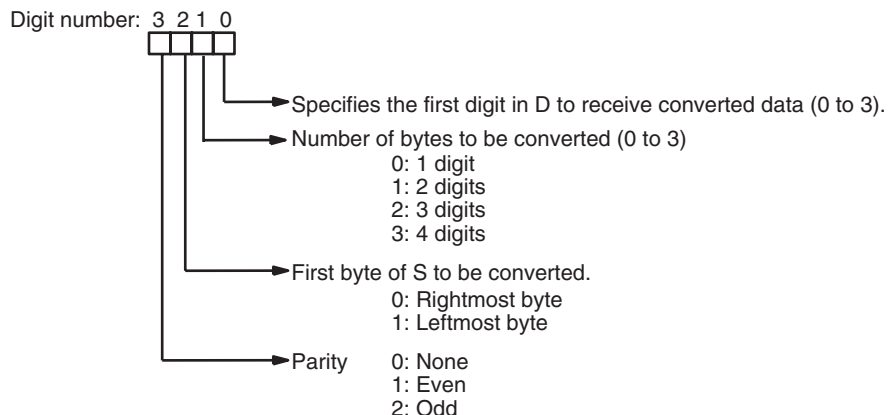 Digit number: 3 2 1 0
Specifies the first digit in D to receive converted data (0 to 3).
Number of bytes to be converted (0 to 3)
0: 1 digit
1: 2 digits
2: 3 digits
3: 4 digits
First byte of S to be converted.
0: Rightmost byte
1: Leftmost byte
Parity 0: None
1: Even
2: Odd